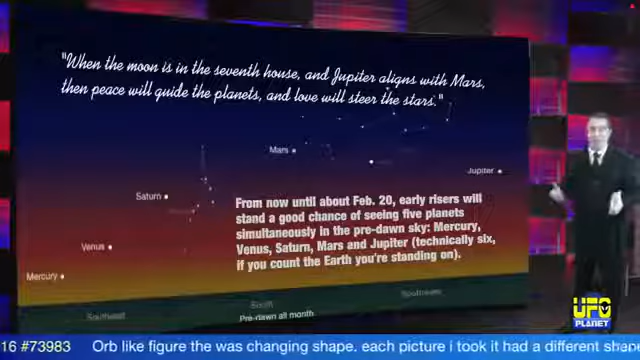 "When the moon is in the seventh house, and Jupiter aligns with Mars,
then peace will guide the planets, and love will steer the stars."
Mars
Jupiter
Saturn
From now until about Feb. 20, early risers will
stand a good chance of seeing five planets
simultaneously in the pre-dawn sky: Mercury,
Venus, Saturn, Mars and Jupiter (technically six,
if you count the Earth you're standing on).
Venus
Mercury
Southeast
South
Southwest
Pre-dawn all month
UFO
PLANET
16 #73983 Orb like figure the was changing shape. each picture i took it had a different shape